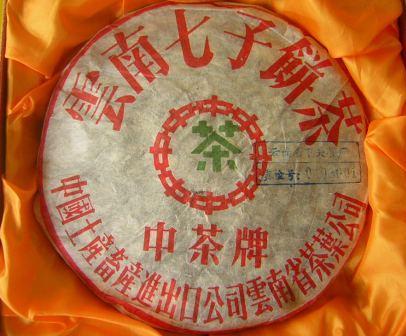 雲南七子餅茶
茶
中茶牌
中國土產畜產進出口公司雲南省茶葉公司